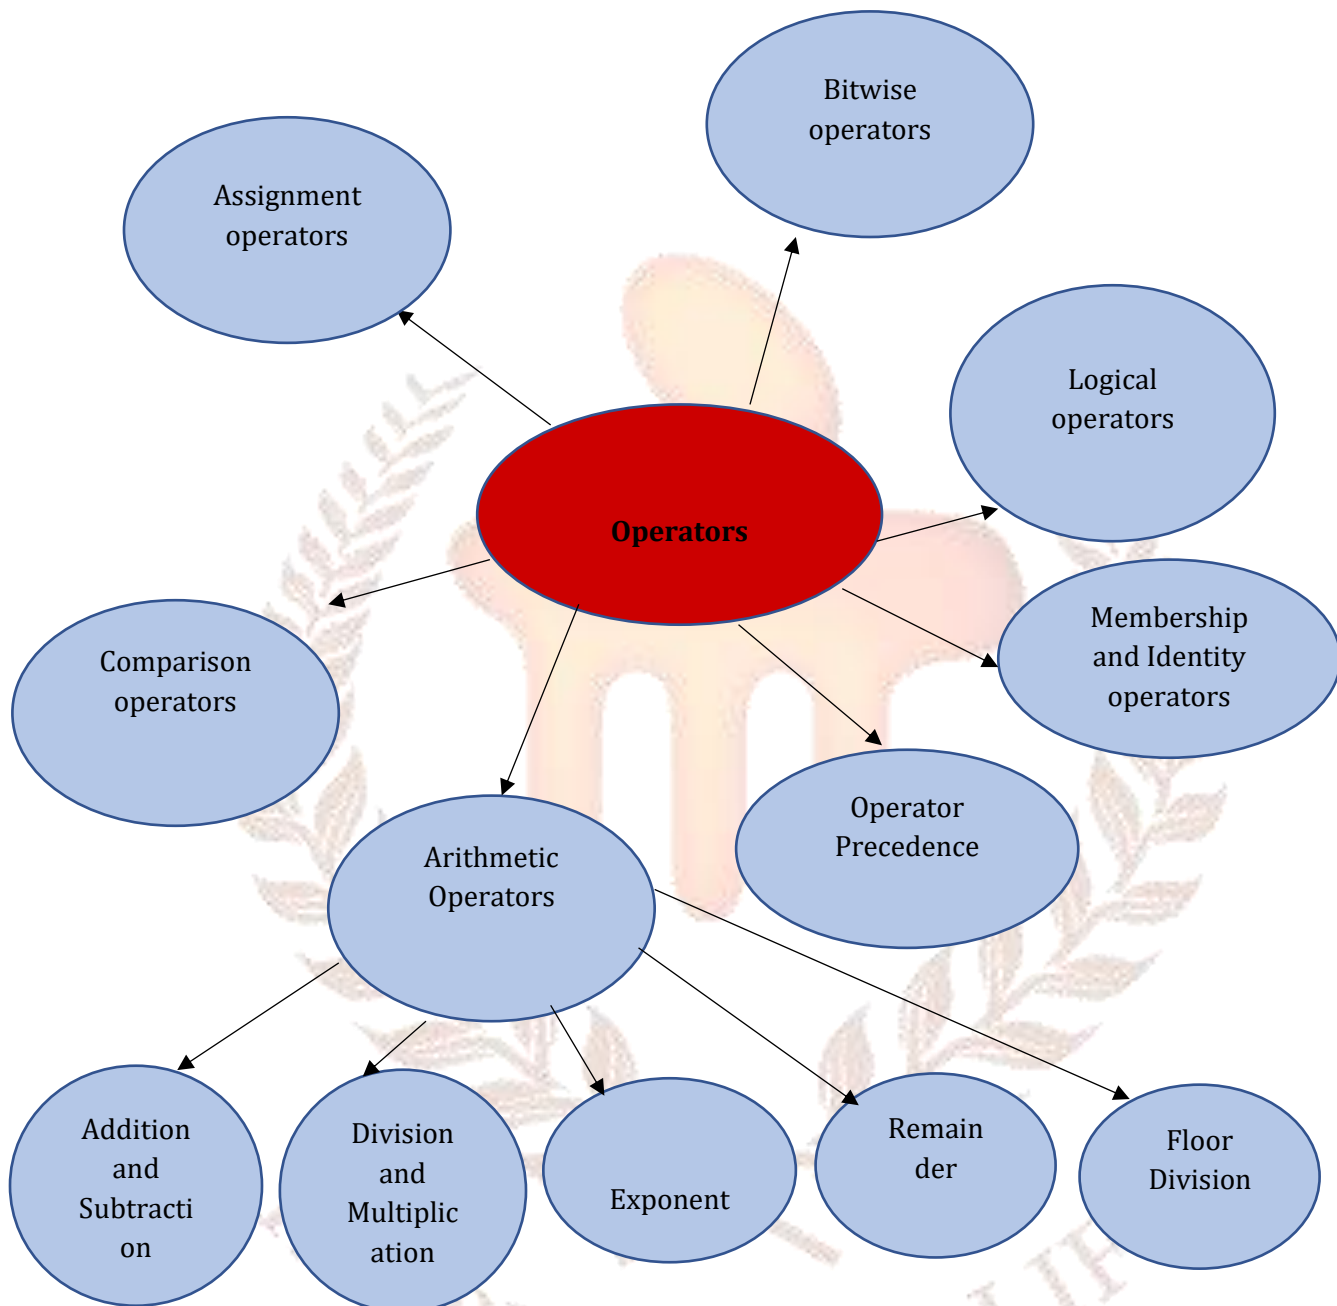 Bitwise
operators
Assignment
operators
Logical
operators
Operators
Membership
and Identity
operators
Comparison
operators
Operator
Precedence
Arithmetic
Operators
Addition
and
Subtracti
on
Division
and
Multiplic
ation
Exponent
Remain
der
Floor
Division